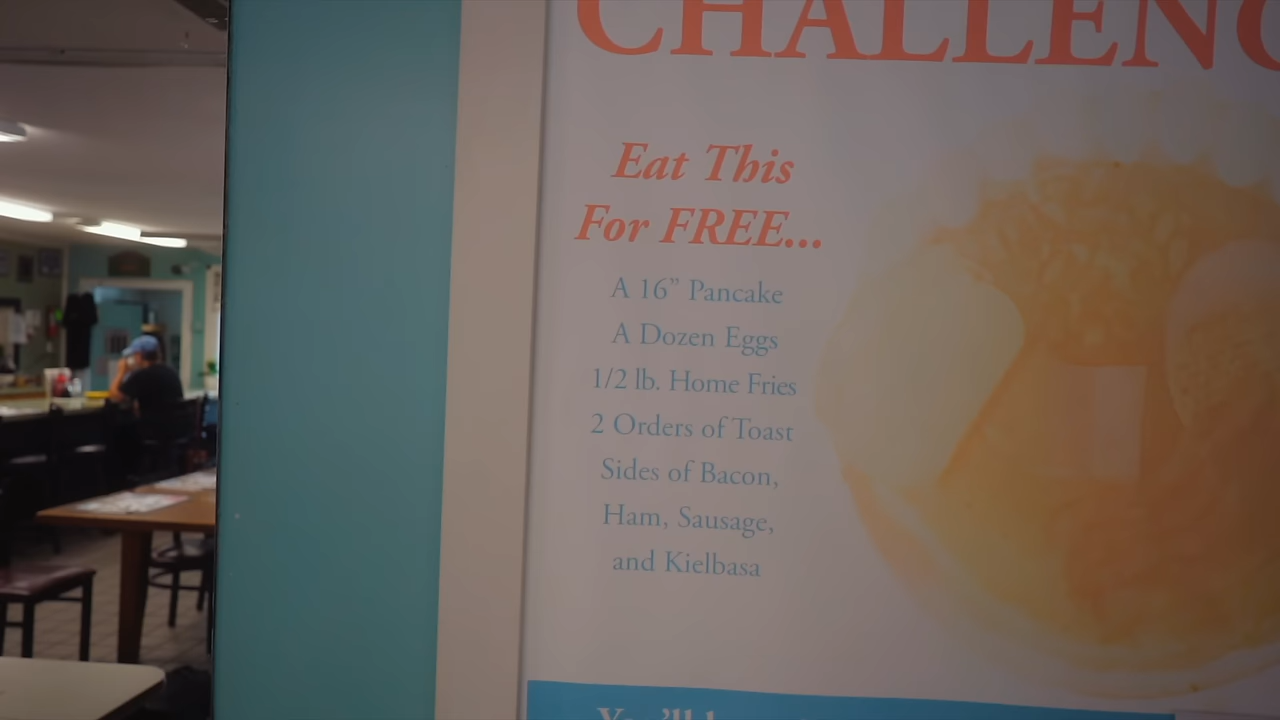 Eat This
For FREE...
A 16" Pancake
A Dozen Eggs
1/2 lb. Home Fries
2 Orders of Toast
Sides of Bacon,
Ham, Sausage,
and Kielbasa